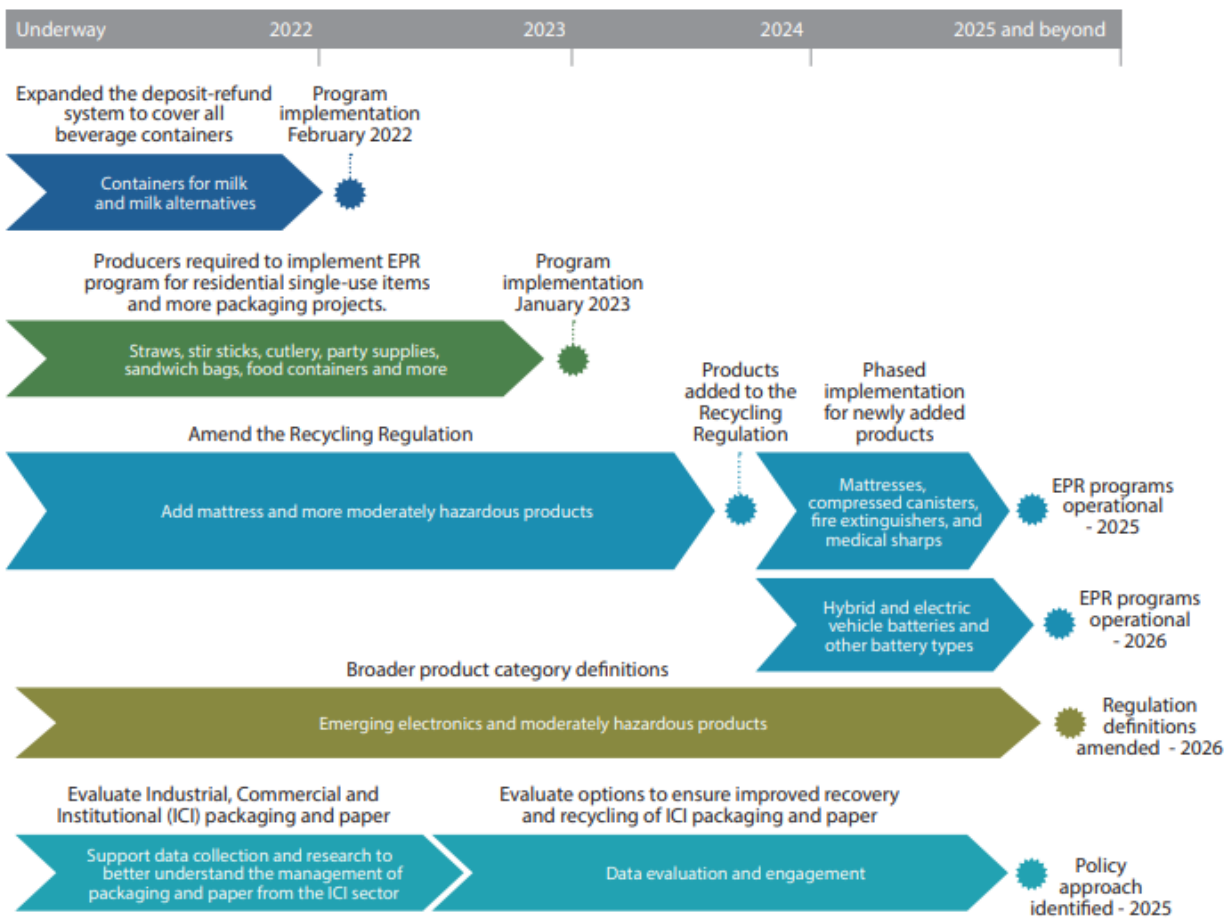 Underway 2022 2023 2024 2025 and beyond
Expanded the deposit-refund
system to cover all
beverage containers
Program
implementation
February 2022
Containers for milk
and milk alternatives
Producers required to implement EPR
program for residential single-use items
and more packaging projects.
Program
implementation
January 2023
Straws, stir sticks, cutlery, party supplies,
sandwich bags, food containers and more
Amend the Recycling Regulation
Products
added to the
Recycling
Regulation
Phased
implementation
for newly added
products
Add mattress and more moderately hazardous products
Mattresses,
compressed canisters,
fire extinguishers, and
medical sharps
EPR programs
operational
- 2025
Hybrid and electric
vehicle batteries and
other battery types
EPR programs
operational
- 2026
Broader product category definitions
Emerging electronics and moderately hazardous products
Regulation
definitions
amended - 2026
Evaluate Industrial, Commercial and
Institutional (ICI) packaging and paper
Evaluate options to ensure improved recovery
and recycling of ICI packaging and paper
Support data collection and research to
better understand the management of
packaging and paper from the ICI sector
Data evaluation and engagement
Policy
approach
identified - 2025